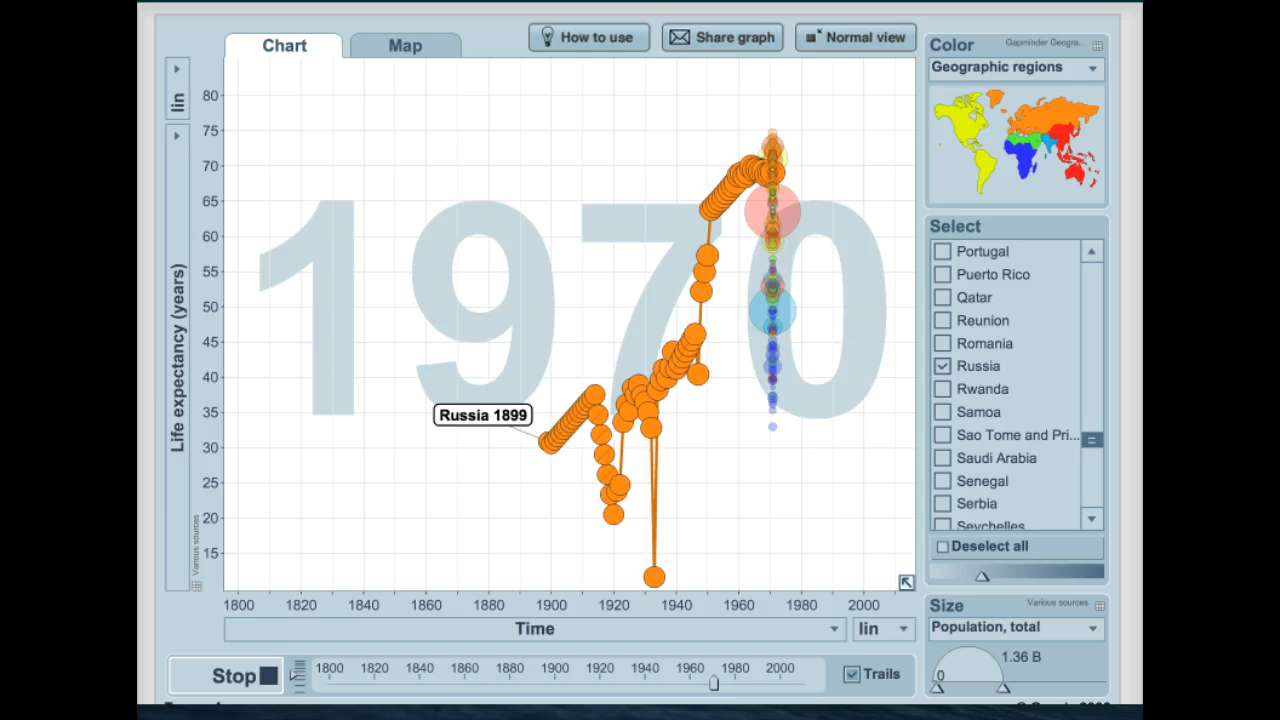 Chart
Map
How to use
Share graph
Normal view
Color
Gapminder Geogra...
Geographic regions
lin
Life expectancy (years)
Various sources
80
75
70
65
60
55
50
45
40
35
30
25
20
15
1970
Russia 1899
1800 1820 1840 1860 1880 1900 1920 1940 1960 1980 2000
Time
lin
Select
Portugal
Puerto Rico
Qatar
Reunion
Romania
Russia
Rwanda
Samoa
Sao Tome and Pri...
Saudi Arabia
Senegal
Serbia
Seychelles
Deselect all
Size
Various sources
Population, total
1.36 B
0
Stop
1800 1820 1840 1860 1880 1900 1920 1940 1960 1980 2000
Trails